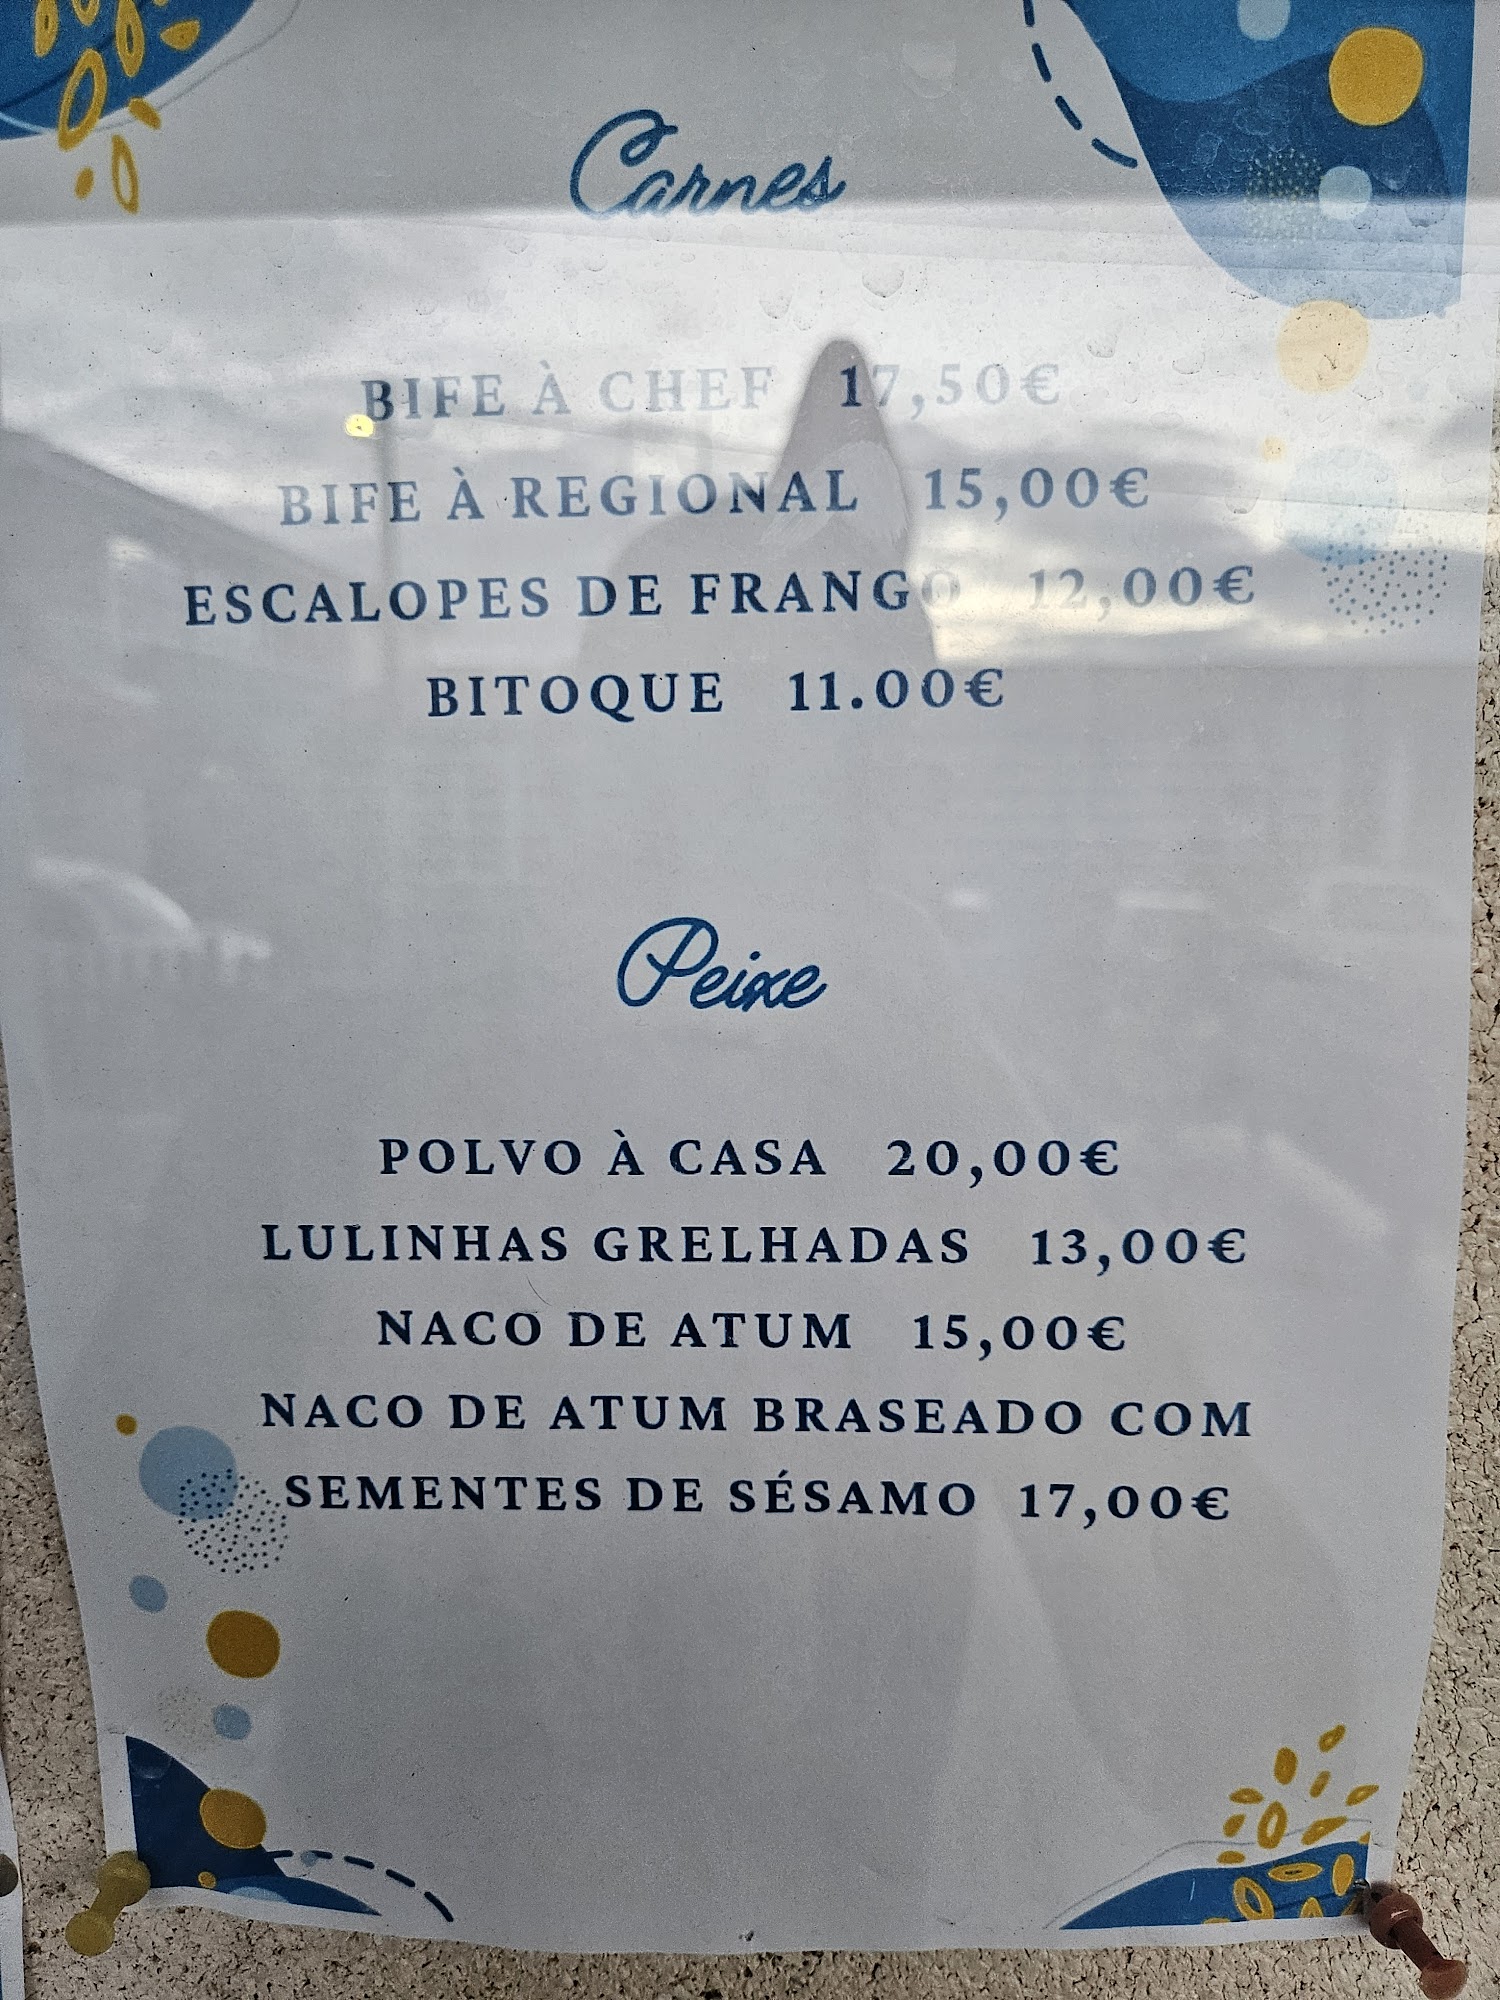 Carnes
BIFE À CHEF 17,50€
BIFE À REGIONAL 15,00€
ESCALOPES DE FRANGO 12,00€
BITOQUE 11.00€
Peixe
POLVO À CASA 20,00€
LULINHAS GRELHADAS 13,00€
NACO DE ATUM 15,00€
NACO DE ATUM BRASEADO COM
SEMENTES DE SÉSAMO 17,00€